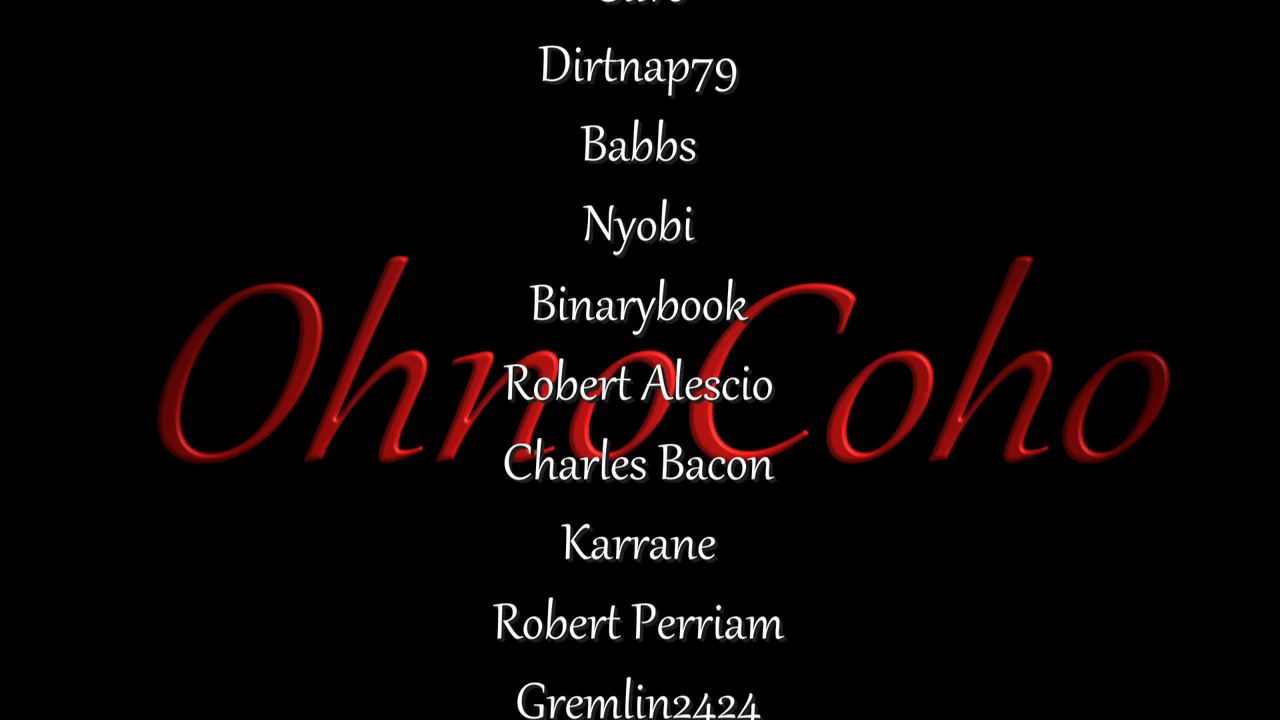 Dirtnap79
Babbs
Nyobi
Binarybook
OhnoCoho
Robert Alescio
Charles Bacon
Karrane
Robert Perriam
Gremlin2424